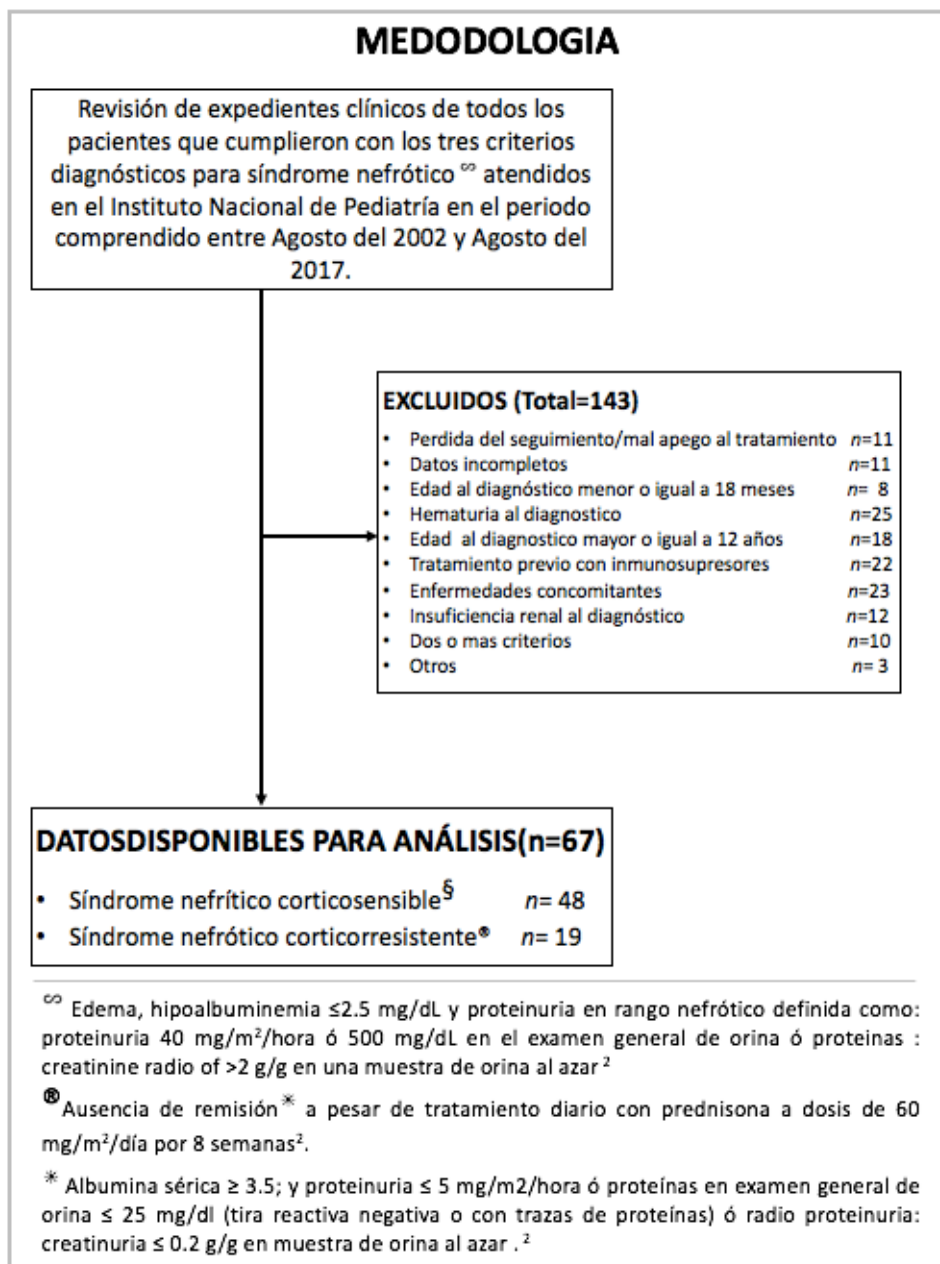 MEDODOLOGIA
Revisión de expedientes clínicos de todos los
pacientes que cumplieron con los tres criterios
diagnósticos para síndrome nefrótico ∞ atendidos
en el Instituto Nacional de Pediatría en el periodo
comprendido entre Agosto del 2002 y Agosto del
2017.
EXCLUIDOS (Total=143)
• Perdida del seguimiento/mal apego al tratamiento n=11
• Datos incompletos n=11
• Edad al diagnóstico menor o igual a 18 meses n= 8
• Hematuria al diagnostico n=25
• Edad al diagnostico mayor o igual a 12 años n=18
• Tratamiento previo con inmunosupresores n=22
• Enfermedades concomitantes n=23
• Insuficiencia renal al diagnóstico n=12
• Dos o mas criterios n=10
• Otros n= 3
DATOSDISPONIBLES PARA ANÁLISIS(n=67)
• Síndrome nefrítico corticosensible§ n= 48
• Síndrome nefrótico corticorresistente® n= 19
∞ Edema, hipoalbuminemia ≤2.5 mg/dL y proteinuria en rango nefrótico definida como:
proteinuria 40 mg/m²/hora ó 500 mg/dL en el examen general de orina ó proteinas :
creatinine radio of >2 g/g en una muestra de orina al azar ²
®Ausencia de remisión* a pesar de tratamiento diario con prednisona a dosis de 60
mg/m²/día por 8 semanas².
* Albumina sérica ≥ 3.5; y proteinuria ≤ 5 mg/m2/hora ó proteínas en examen general de
orina ≤ 25 mg/dl (tira reactiva negativa o con trazas de proteínas) ó radio proteinuria:
creatinuria ≤ 0.2 g/g en muestra de orina al azar . ²